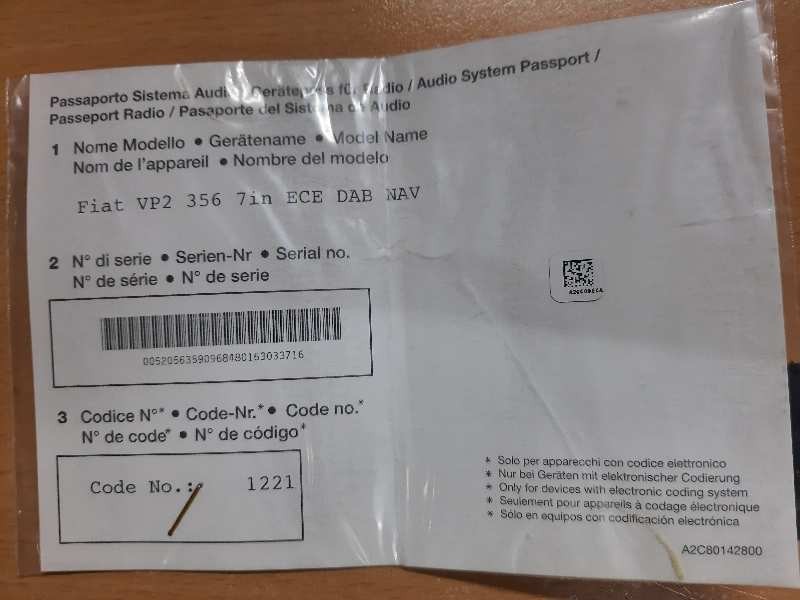 Passaporto Sistema Audio / Gerätepass für Radio / Audio System Passport /
Passeport Radio / Pasaporte del Sistema de Audio
1 Nome Modello • Gerätename • Model Name
Nom de l'appareil • Nombre del modelo
Fiat VP2 356 7in ECE DAB NAV
2 N° di serie • Serien-Nr • Serial no.
N° de série • N° de serie
00520563590968480163033716
3 Codice N°* • Code-Nr.* • Code no.*
N° de code* • N° de código*
Code No.: 1221
* Solo per apparecchi con codice elettronico
* Nur bei Geräten mit elektronischer Codierung
* Only for devices with electronic coding system
* Seulement pour appareils à codage électronique
* Sólo en equipos con codificación electrónica
A2C80142800